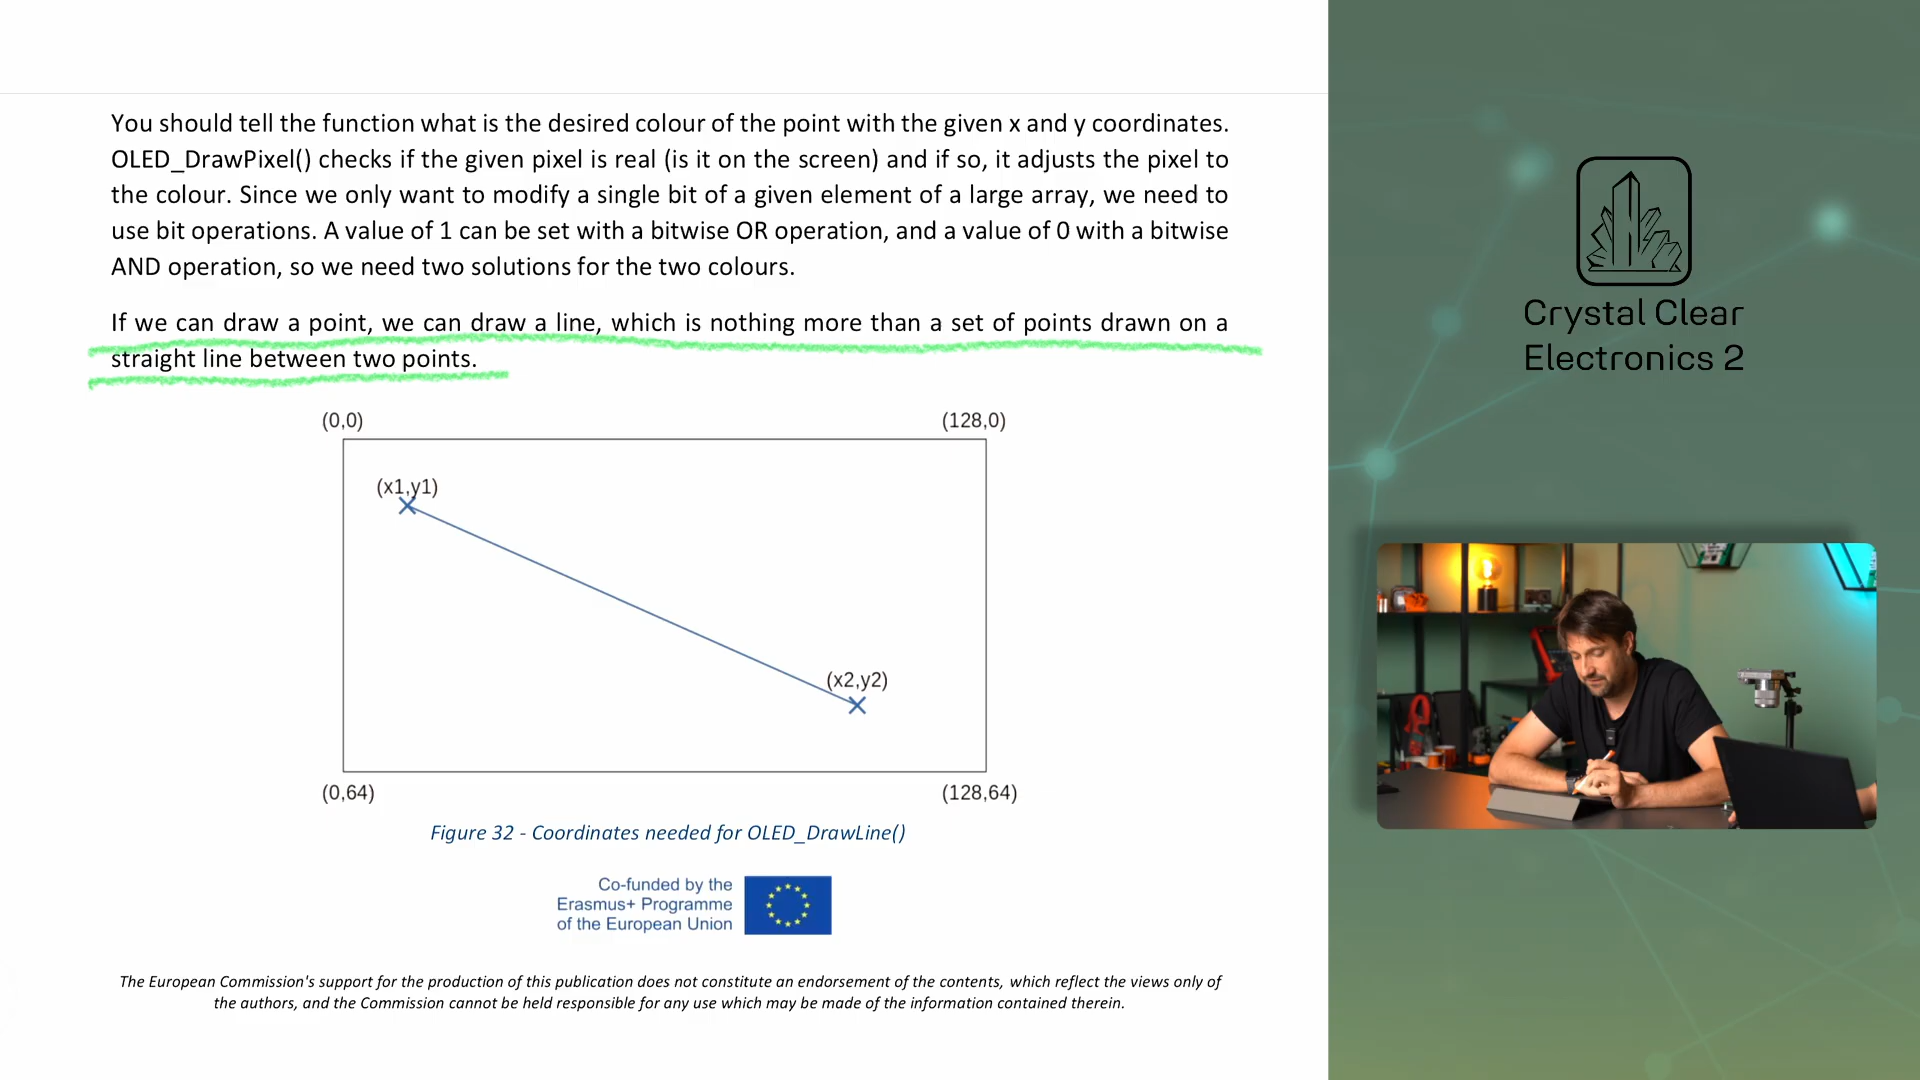 You should tell the function what is the desired colour of the point with the given x and y coordinates.
OLED_DrawPixel() checks if the given pixel is real (is it on the screen) and if so, it adjusts the pixel to
the colour. Since we only want to modify a single bit of a given element of a large array, we need to
use bit operations. A value of 1 can be set with a bitwise OR operation, and a value of 0 with a bitwise
AND operation, so we need two solutions for the two colours.
If we can draw a point, we can draw a line, which is nothing more than a set of points drawn on a
straight line between two points.
(0,0)
(128,0)
(x1,y1)
(x2,y2)
(0,64)
(128,64)
Figure 32 - Coordinates needed for OLED_DrawLine()
Co-funded by the
Erasmus+ Programme
of the European Union
The European Commission's support for the production of this publication does not constitute an endorsement of the contents, which reflect the views only of
the authors, and the Commission cannot be held responsible for any use which may be made of the information contained therein.
Crystal Clear
Electronics 2